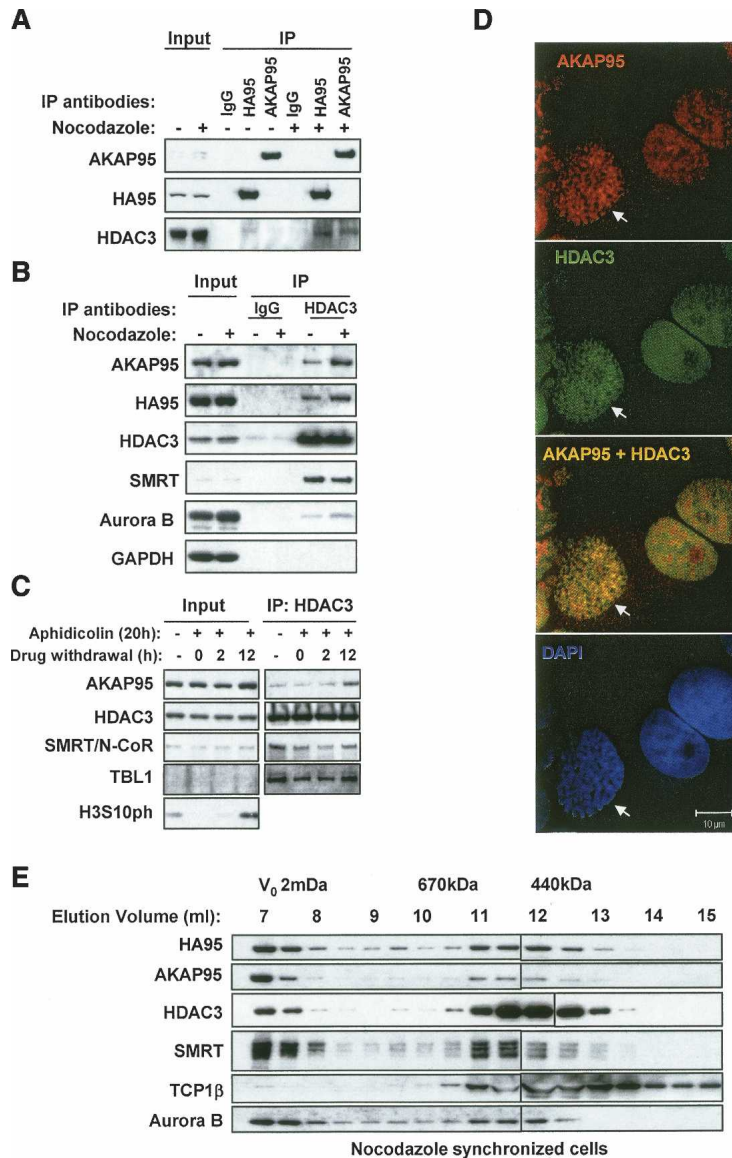 A
Input IP
IP antibodies: IgG HA95 AKAP95 IgG HA95 AKAP95
Nocodazole: - + - - - + + +
AKAP95
HA95
HDAC3
B
Input IP
IP antibodies: IgG HDAC3
Nocodazole: - + - + - +
AKAP95
HA95
HDAC3
SMRT
Aurora B
GAPDH
C
Input IP: HDAC3
Aphidicolin (20h): - + + + - + + +
Drug withdrawal (h): - 0 2 12 - 0 2 12
AKAP95
HDAC3
SMRT/N-CoR
TBL1
H3S10ph
D
AKAP95
HDAC3
AKAP95 + HDAC3
DAPI
10 μm
E
V0 2mDa 670kDa 440kDa
Elution Volume (ml): 7 8 9 10 11 12 13 14 15
HA95
AKAP95
HDAC3
SMRT
TCP1β
Aurora B
Nocodazole synchronized cells